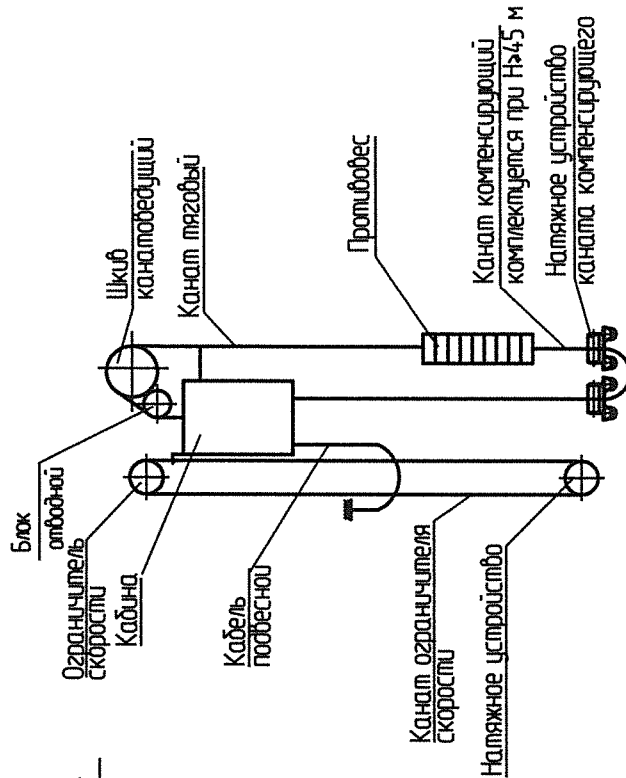 Блок
отводной
Ограничитель
скорости
Кабина
Кабель
подвесной
Канат ограничителя
скорости
Натяжное устройство
Шкив
канатоведущий
Канат тяговый
Противовес
Канат компенсирующий
комплектуется при H≥45 м
Натяжное устройство
каната компенсирующего